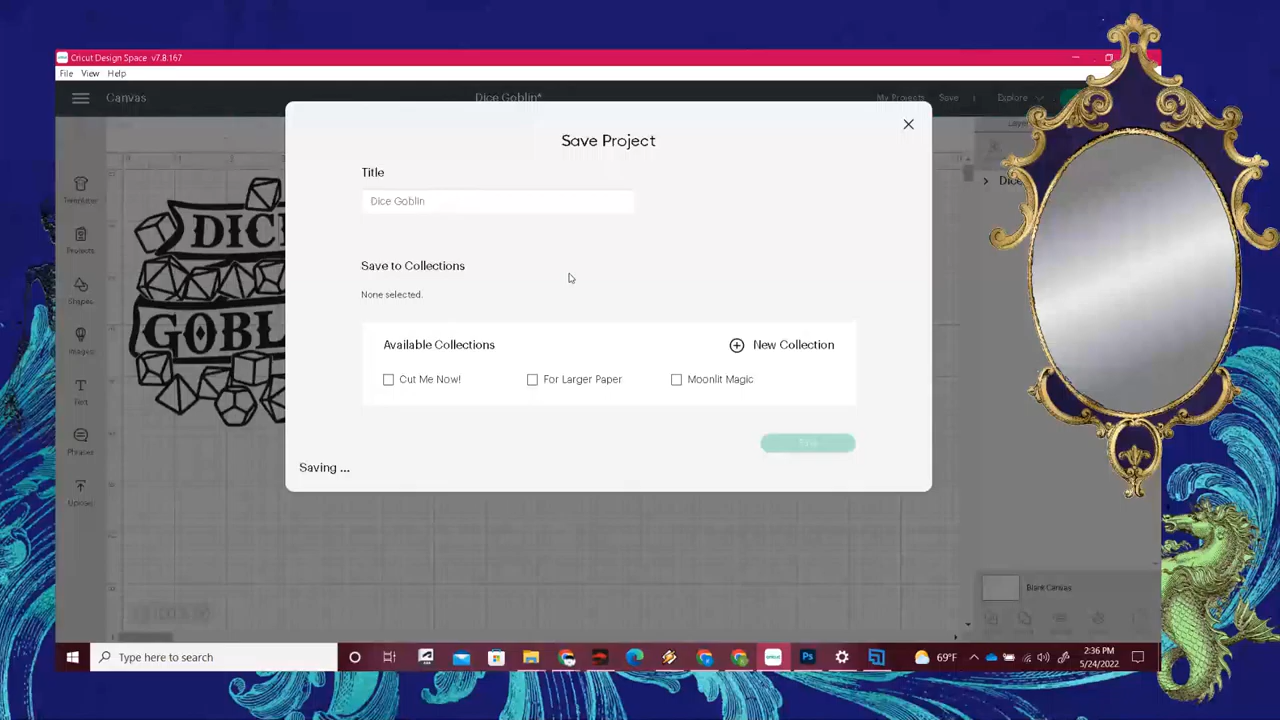 Cricut Design Space v7.8.167
File View Help
Canvas
Dice Goblin*
My Projects Save Explore
Save Project
Title
Dice Goblin
Save to Collections
None selected.
Available Collections
New Collection
Cut Me Now!
For Larger Paper
Moonlit Magic
Saving ...
Templates
Projects
Shapes
Images
Text
Phrases
Upload
Blank Canvas
Type here to search
69°F
2:36 PM
5/24/2022